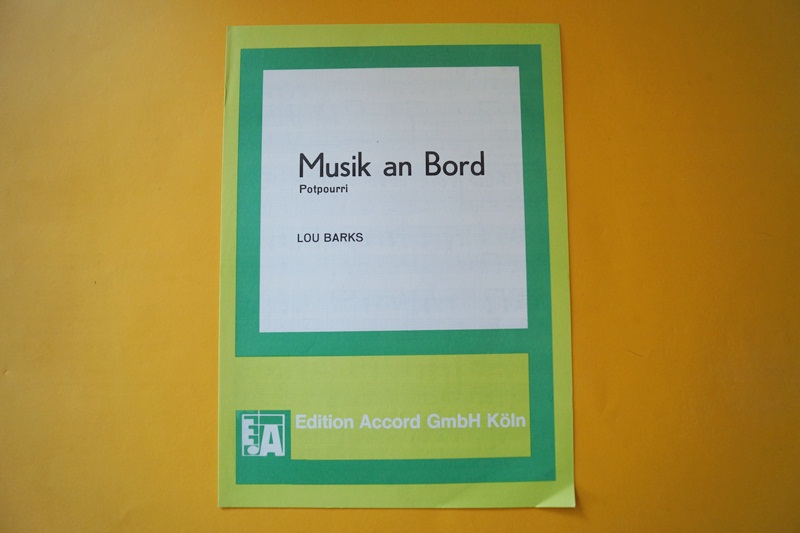 Musik an Bord
Potpourri
LOU BARKS
EA
Edition Accord GmbH Köln